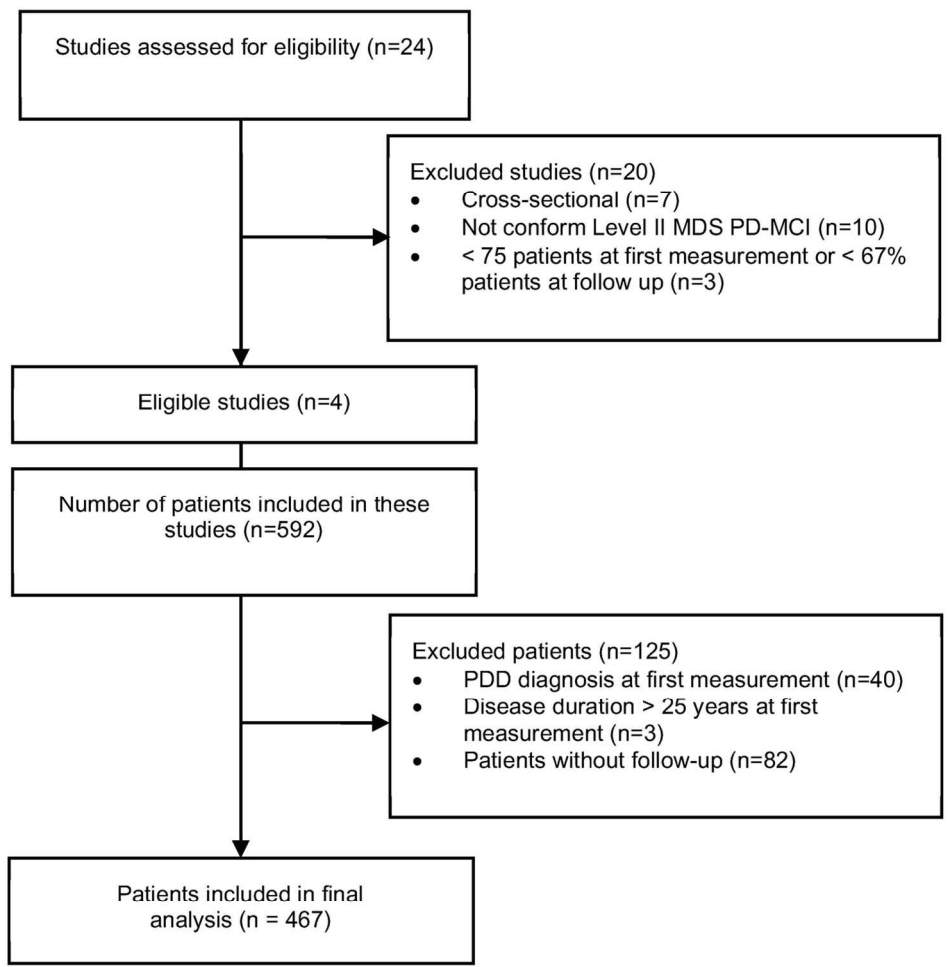 Studies assessed for eligibility (n=24)
Excluded studies (n=20)
• Cross-sectional (n=7)
• Not conform Level II MDS PD-MCI (n=10)
• < 75 patients at first measurement or < 67%
patients at follow up (n=3)
Eligible studies (n=4)
Number of patients included in these
studies (n=592)
Excluded patients (n=125)
• PDD diagnosis at first measurement (n=40)
• Disease duration > 25 years at first
measurement (n=3)
• Patients without follow-up (n=82)
Patients included in final
analysis (n = 467)